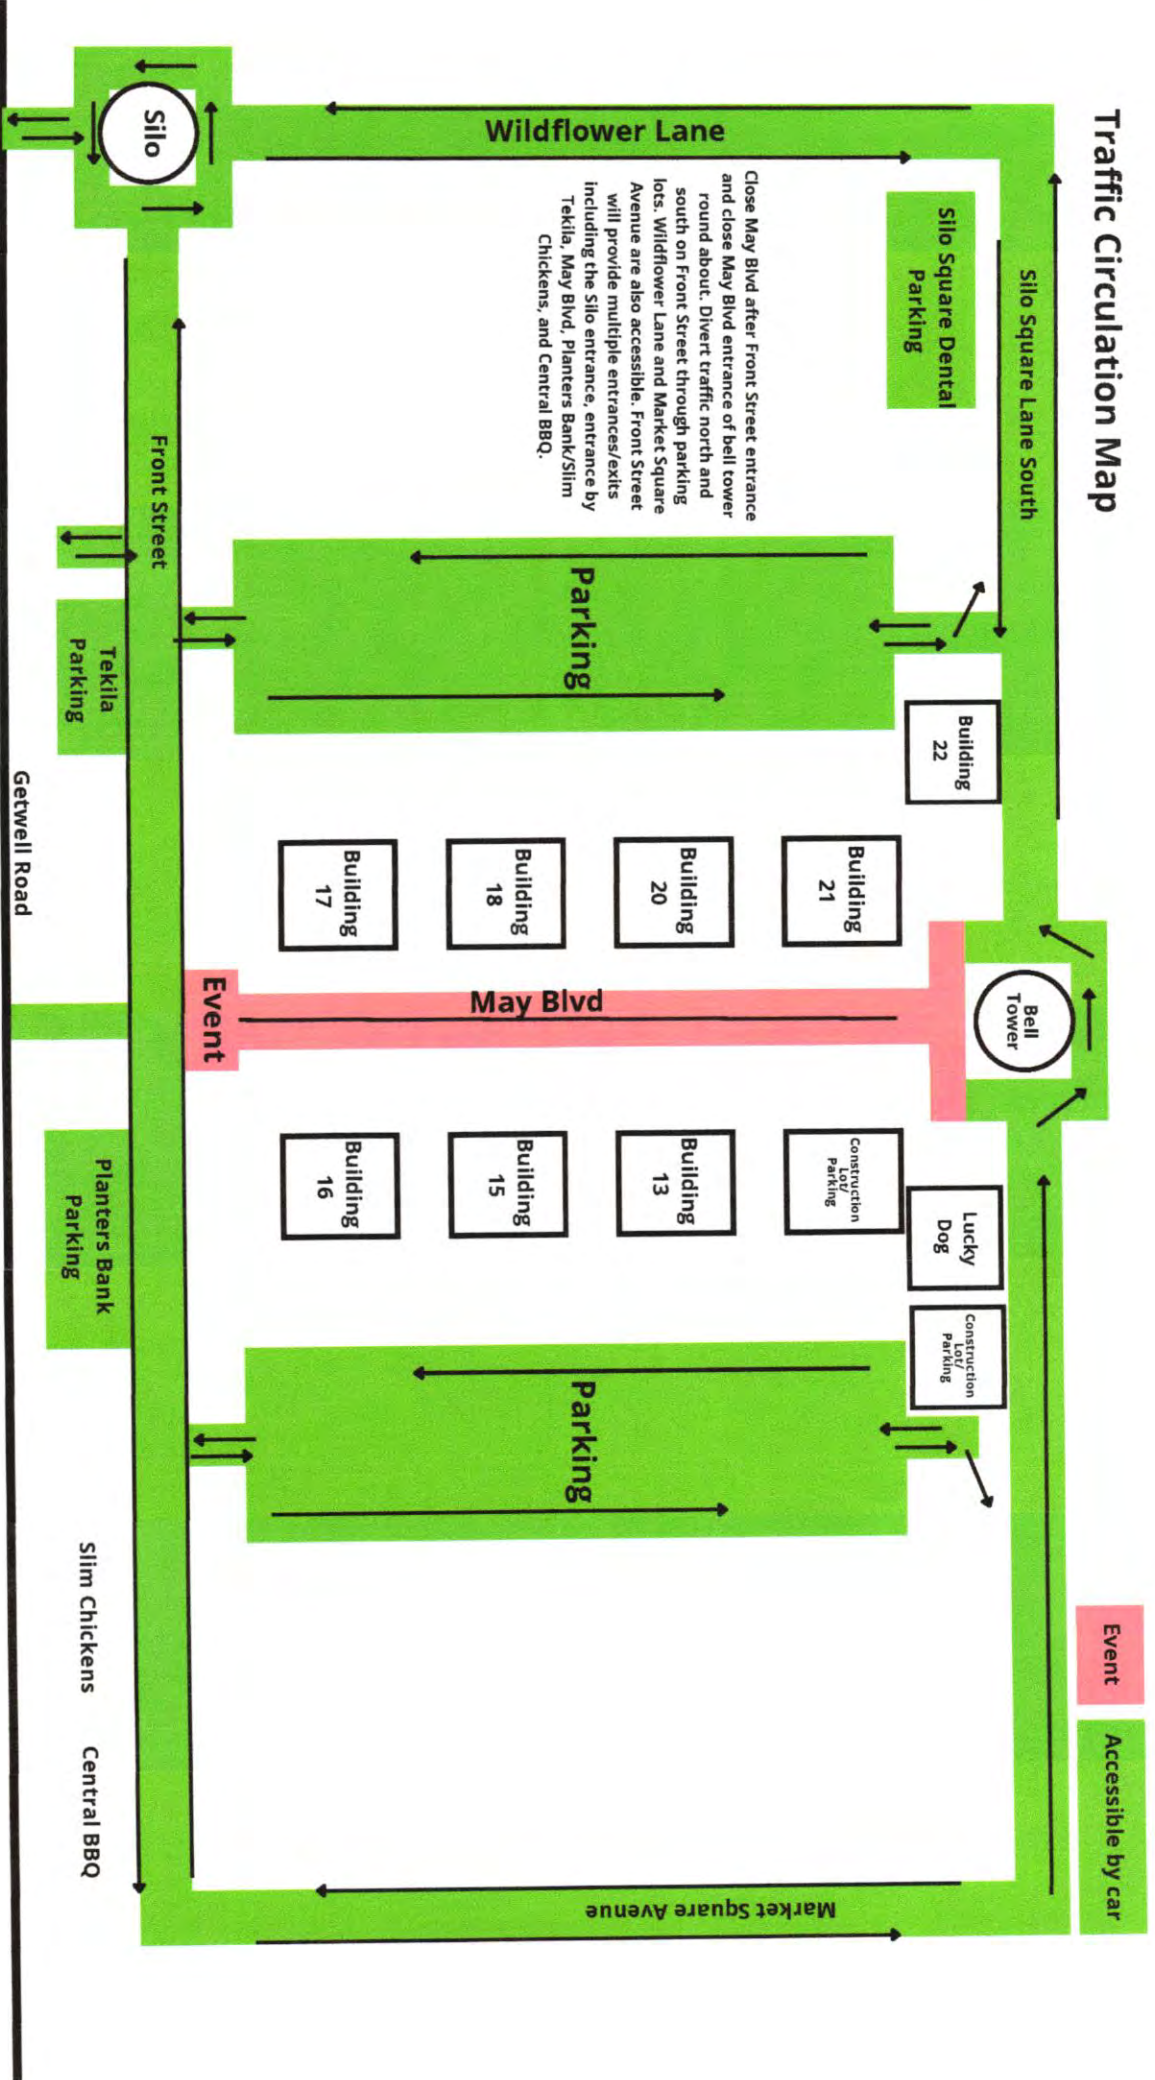 Traffic Circulation Map
Event
Accessible by car
Silo Square Lane South
Silo Square Dental
Parking
Bell
Tower
Building
22
Lucky
Dog
Construction
Lot/
Parking
Wildflower Lane
Close May Blvd after Front Street entrance
and close May Blvd entrance of bell tower
round about. Divert traffic north and
south on Front Street through parking
lots. Wildflower Lane and Market Square
Avenue are also accessible. Front Street
will provide multiple entrances/exits
including the Silo entrance, entrance by
Tekila, May Blvd, Planters Bank/Slim
Chickens, and Central BBQ.
Parking
Building
21
Building
20
Building
18
Building
17
May Blvd
Event
Construction
Lot/
Parking
Building
13
Building
15
Building
16
Parking
Market Square Avenue
Silo
Front Street
Tekila
Parking
Planters Bank
Parking
Slim Chickens
Central BBQ
Getwell Road